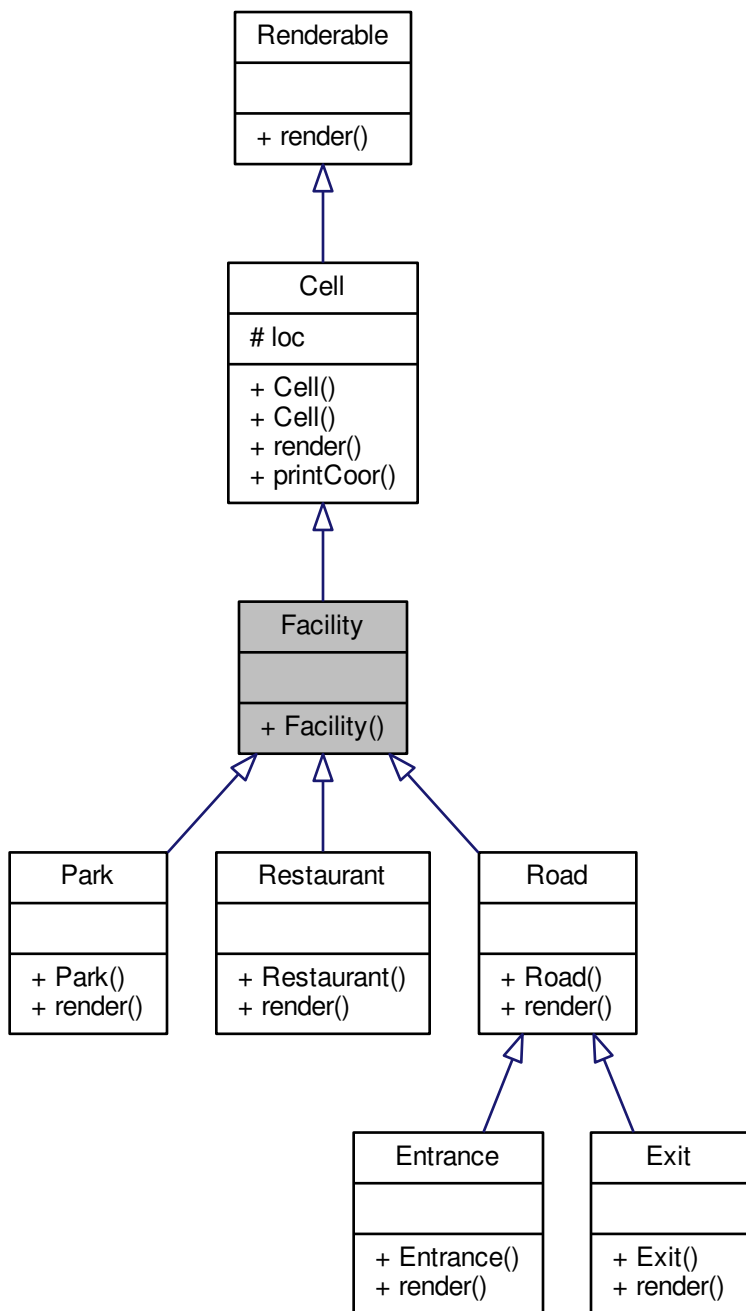 Renderable
+ render()
Cell
# loc
+ Cell()
+ Cell()
+ render()
+ printCoor()
Facility
+ Facility()
Park
+ Park()
+ render()
Restaurant
+ Restaurant()
+ render()
Road
+ Road()
+ render()
Entrance
+ Entrance()
+ render()
Exit
+ Exit()
+ render()